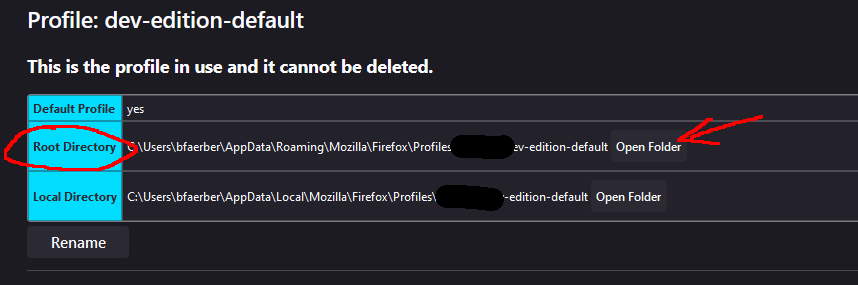 Profile: dev-edition-default
This is the profile in use and it cannot be deleted.
Default Profile yes
Root Directory C:\Users\bfaerber\AppData\Roaming\Mozilla\Firefox\Profiles ev-edition-default Open Folder
Local Directory C:\Users\bfaerber\AppData\Local\Mozilla\Firefox\Profiles\ -edition-default Open Folder
Rename